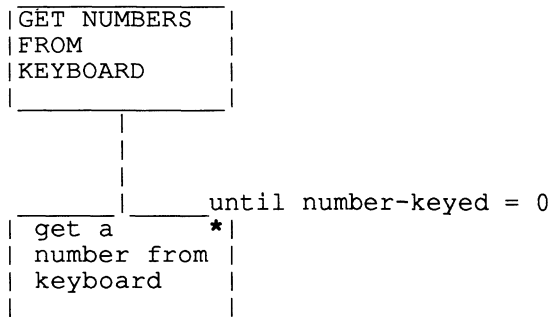 GET NUMBERS
FROM
KEYBOARD
until number-keyed = 0
get a *
number from
keyboard